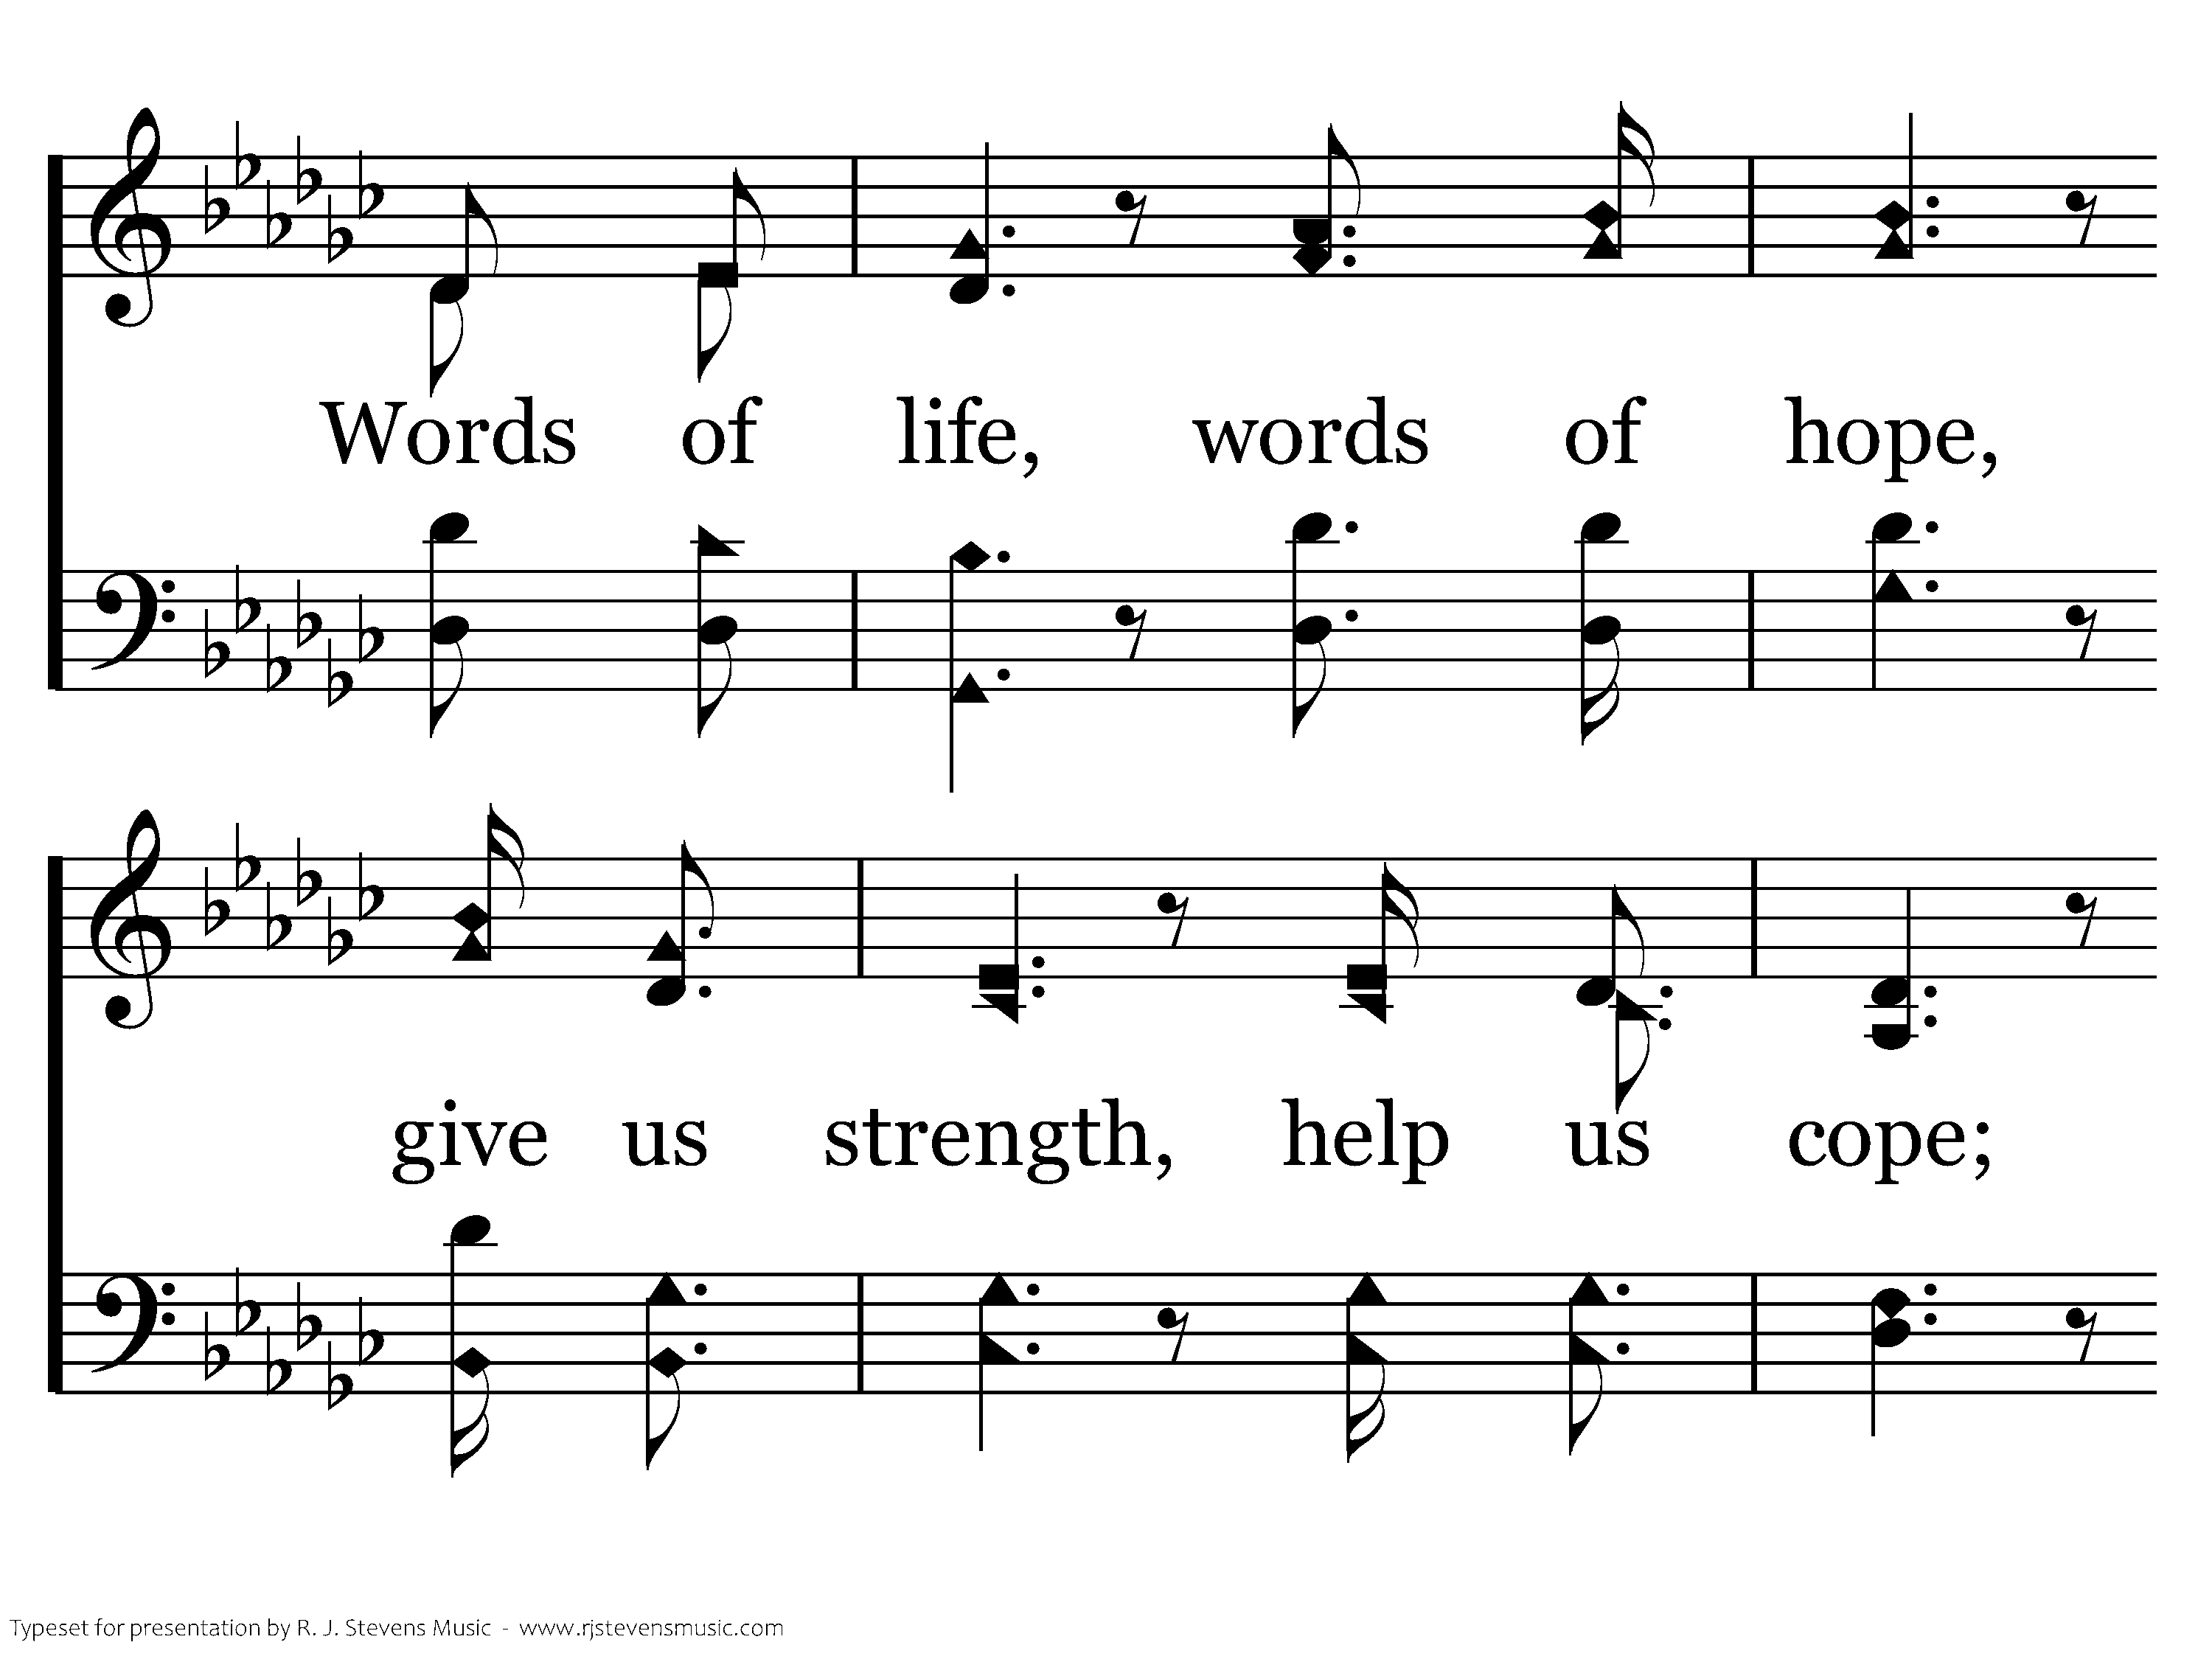 Words of life, words of hope,
give us strength, help us cope;
Typeset for presentation by R. J. Stevens Music - www.rjstevensmusic.com